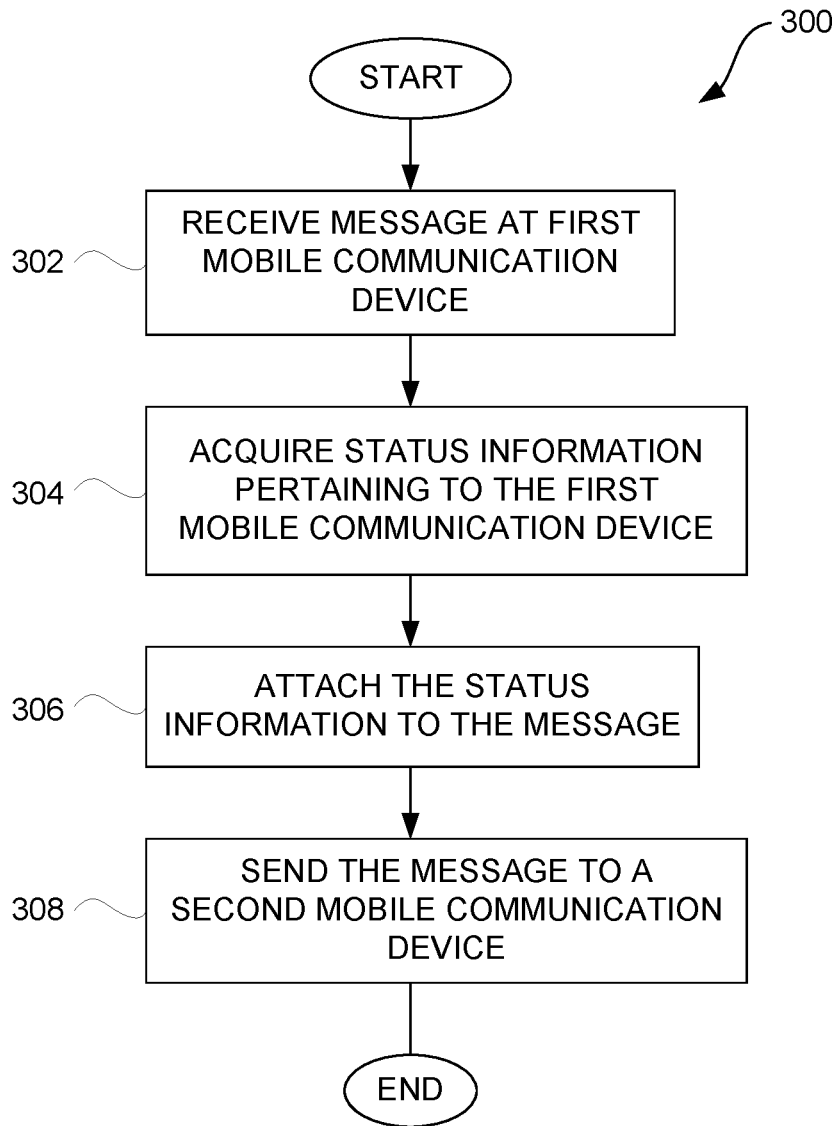 300
START
302
RECEIVE MESSAGE AT FIRST
MOBILE COMMUNICATIION
DEVICE
304
ACQUIRE STATUS INFORMATION
PERTAINING TO THE FIRST
MOBILE COMMUNICATION DEVICE
306
ATTACH THE STATUS
INFORMATION TO THE MESSAGE
308
SEND THE MESSAGE TO A
SECOND MOBILE COMMUNICATION
DEVICE
END